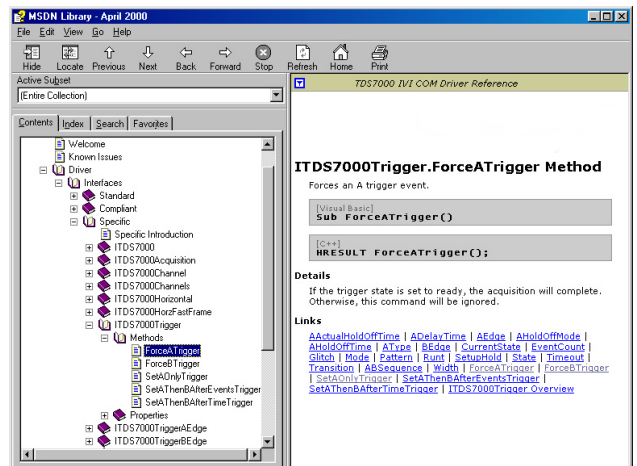 MSDN Library - April 2000
File Edit View Go Help
Hide Locate Previous Next Back Forward Stop Refresh Home Print
Active Subset
(Entire Collection)
Contents Index Search Favorites
Welcome
Known Issues
Driver
Interfaces
Standard
Compliant
Specific
Specific Introduction
ITDS7000
ITDS7000Acquisition
ITDS7000Channel
ITDS7000Channels
ITDS7000Horizontal
ITDS7000HorzFastFrame
ITDS7000Trigger
Methods
ForceATrigger
ForceBTrigger
SetAOnlyTrigger
SetAThenBAfterEventsTrigger
SetAThenBAfterTimeTrigger
Properties
ITDS7000TriggerAEdge
ITDS7000TriggerBEdge
TDS7000 IVI COM Driver Reference
ITDS7000Trigger.ForceATrigger Method
Forces an A trigger event.
[Visual Basic]
Sub ForceATrigger()
[C++]
HRESULT ForceATrigger();
Details
If the trigger state is set to ready, the acquisition will complete.
Otherwise, this command will be ignored.
Links
AActualHoldOffTime | ADelayTime | AEdge | AHoldOffMode |
AHoldOffTime | AType | BEdge | CurrentState | EventCount |
Glitch | Mode | Pattern | Runt | SetupHold | State | Timeout |
Transition | ABSequence | Width | ForceATrigger | ForceBTrigger
| SetAOnlyTrigger | SetAThenBAfterEventsTrigger |
SetAThenBAfterTimeTrigger | ITDS7000Trigger Overview